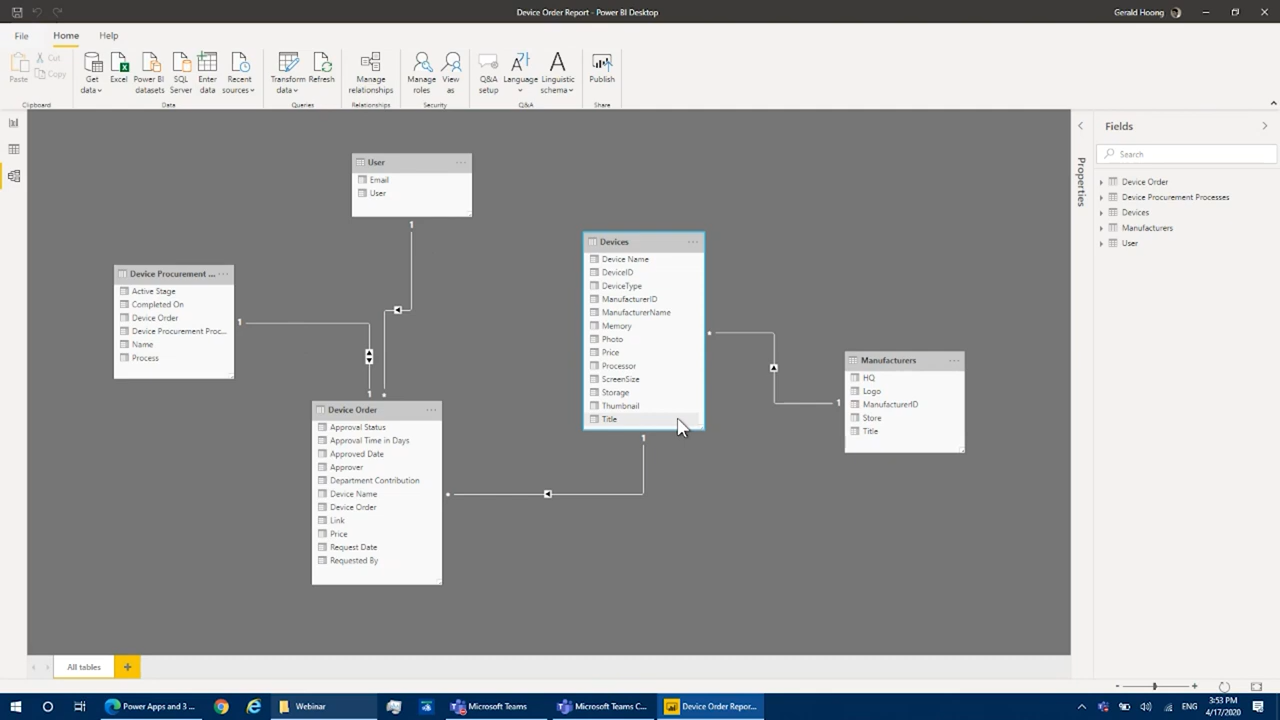 Device Order Report - Power BI Desktop
Gerald Hoong
File
Home
Help
Paste
Cut
Copy
Clipboard
Get data
Excel
Power BI datasets
SQL Server
Enter data
Recent sources
Data
Transform data
Refresh
Queries
Manage relationships
Relationships
Manage roles
View as
Security
Q&A setup
Language
Linguistic schema
Q&A
Publish
Share
User
Email
User
1
Device Procurement ...
Active Stage
Completed On
Device Order
Device Procurement Proc...
Name
Process
1
1
*
Device Order
Approval Status
Approval Time in Days
Approved Date
Approver
Department Contribution
Device Name
Device Order
Link
Price
Request Date
Requested By
*
Devices
Device Name
DeviceID
DeviceType
ManufacturerID
ManufacturerName
Memory
Photo
Price
Processor
ScreenSize
Storage
Thumbnail
Title
1
*
1
Manufacturers
HQ
Logo
ManufacturerID
Store
Title
Properties
Fields
Search
Device Order
Device Procurement Processes
Devices
Manufacturers
User
All tables
Power Apps and 3 ...
Webinar
Microsoft Teams
Microsoft Teams C...
Device Order Repor...
ENG
3:53 PM
4/17/2020